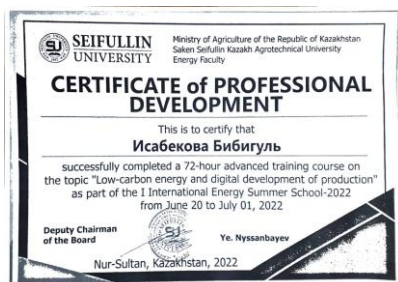 SEIFULLIN
UNIVERSITY
Ministry of Agriculture of the Republic of Kazakhstan
Saken Seifullin Kazakh Agrotechnical University
Energy Faculty
CERTIFICATE of PROFESSIONAL
DEVELOPMENT
This is to certify that
Исабекова Бибигуль
successfully completed a 72-hour advanced training course on
the topic "Low-carbon energy and digital development of production"
as part of the I International Energy Summer School-2022
from June 20 to July 01, 2022
Deputy Chairman
of the Board
Ye. Nyssanbayev
Nur-Sultan, Kazakhstan, 2022